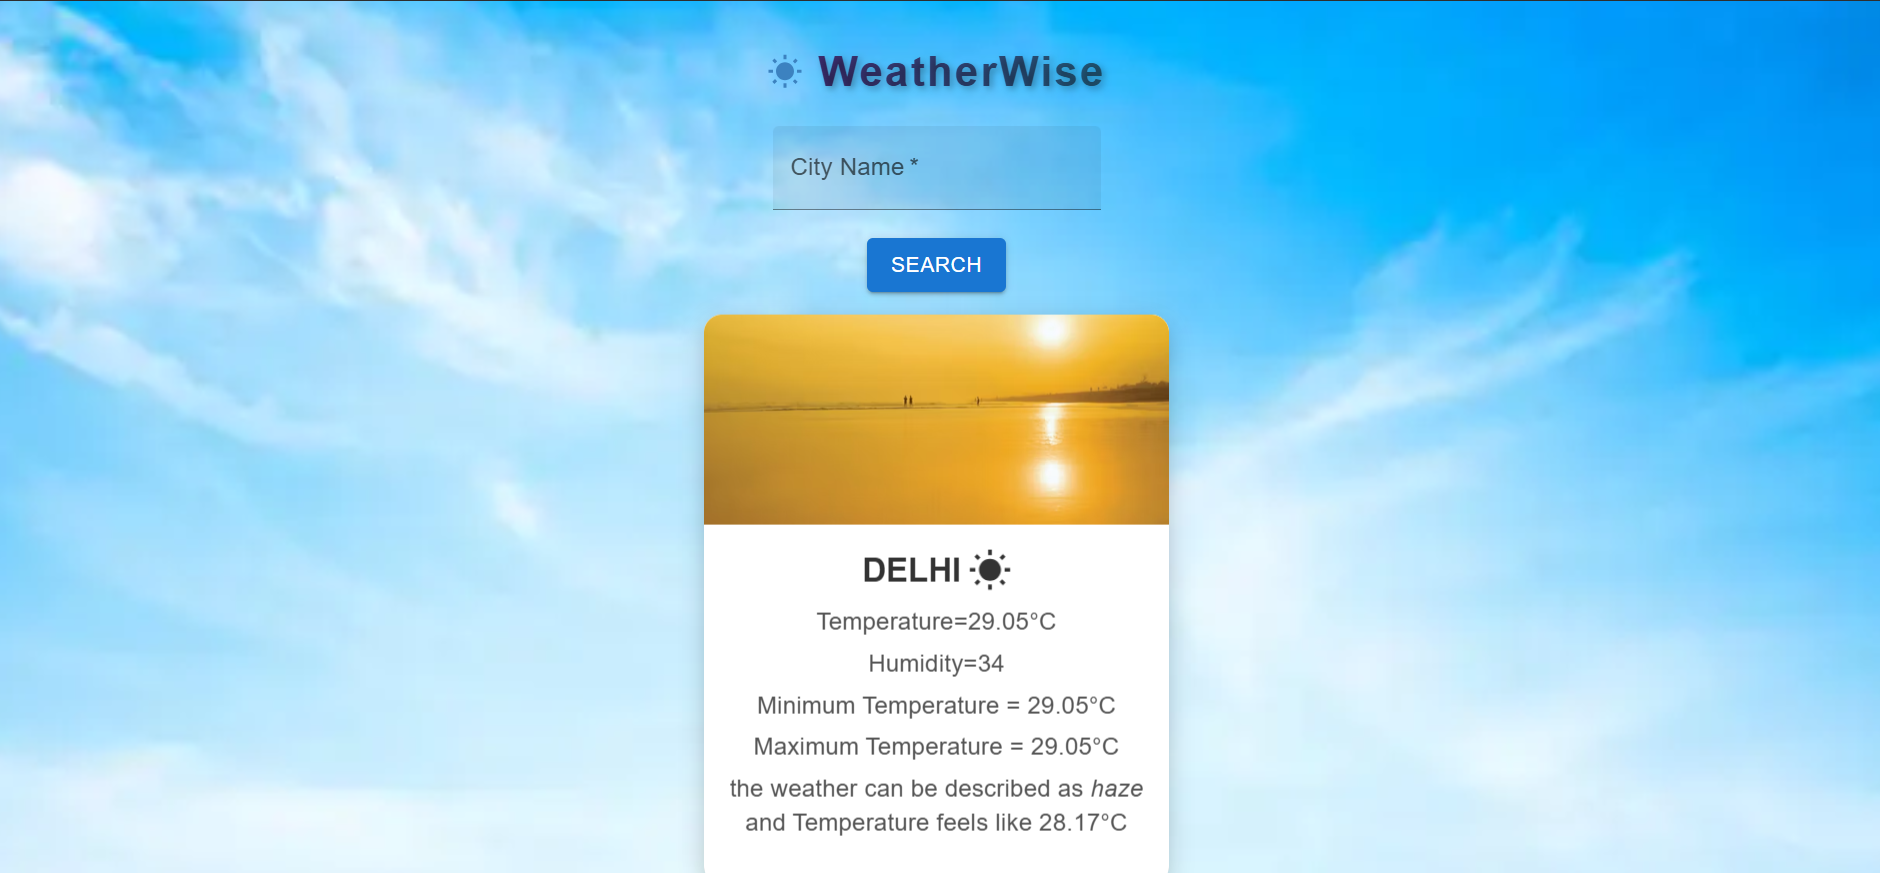 WeatherWise
City Name *
SEARCH
DELHI
Temperature=29.05°C
Humidity=34
Minimum Temperature = 29.05°C
Maximum Temperature = 29.05°C
the weather can be described as haze
and Temperature feels like 28.17°C